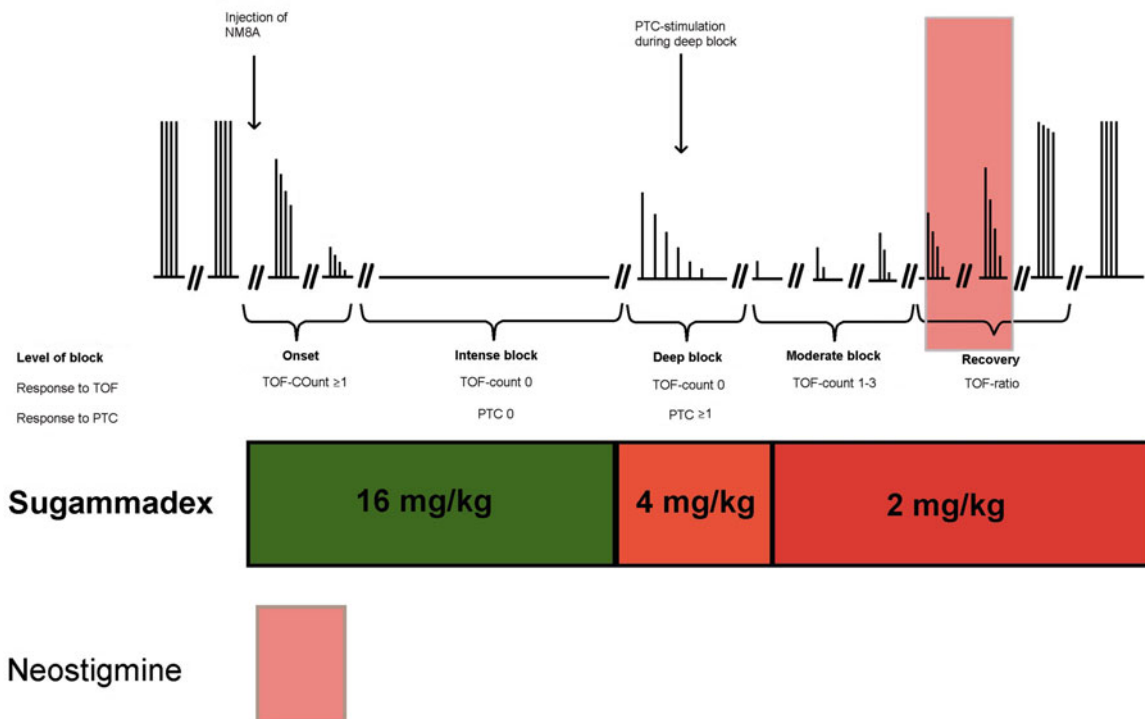 Injection of
NM8A
PTC-stimulation
during deep block
Level of block
Onset
Intense block
Deep block
Moderate block
Recovery
Response to TOF
TOF-COunt ≥1
TOF-count 0
TOF-count 0
TOF-count 1-3
TOF-ratio
Response to PTC
PTC 0
PTC ≥1
Sugammadex
16 mg/kg
4 mg/kg
2 mg/kg
Neostigmine